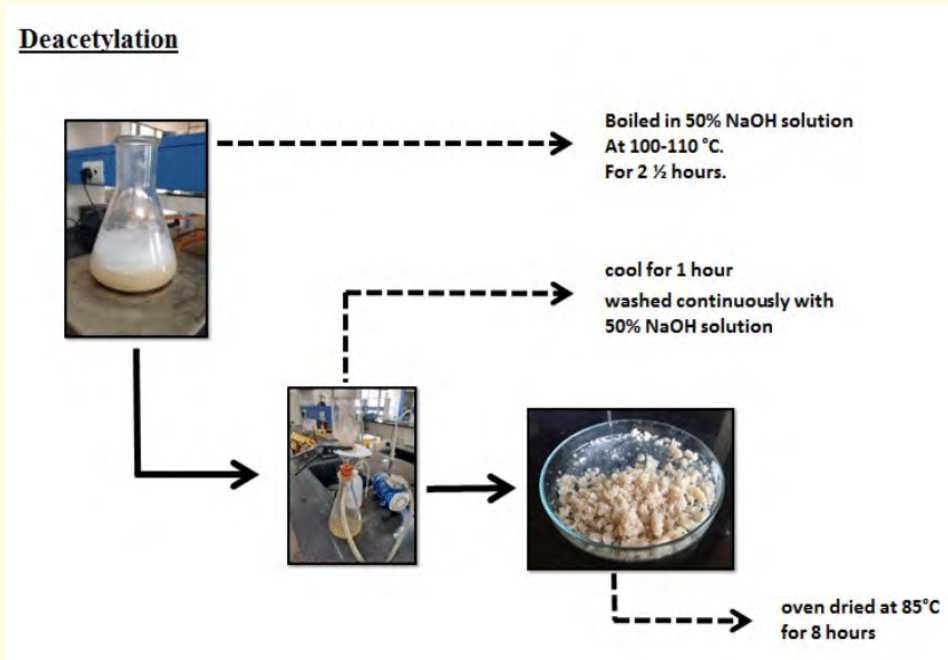 Deacetylation
Boiled in 50% NaOH solution
At 100-110 °C.
For 2 ½ hours.
cool for 1 hour
washed continuously with
50% NaOH solution
oven dried at 85°C
for 8 hours